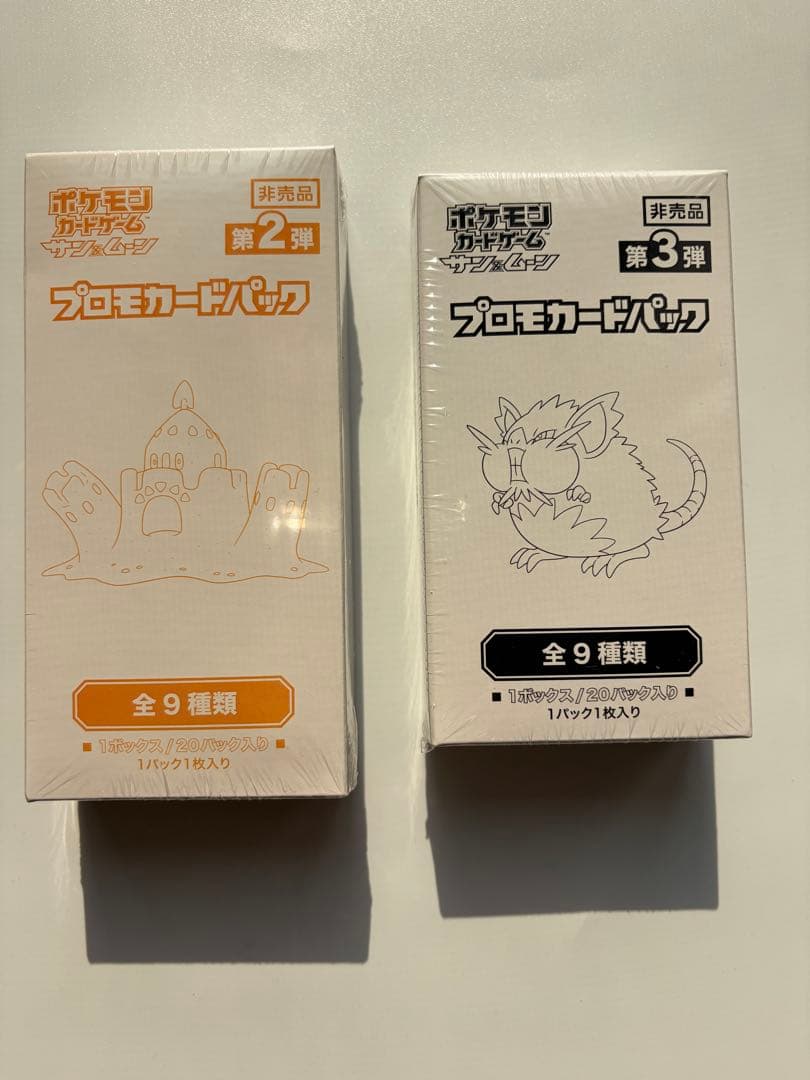 ポケモン
カードゲーム™
サン&ムーン
非売品
第2弾
プロモカードパック
全9種類
■ 1ボックス/20パック入り ■
1パック1枚入り
ポケモン
カードゲーム™
サン&ムーン
非売品
第3弾
プロモカードパック
全9種類
■ 1ボックス/20パック入り ■
1パック1枚入り